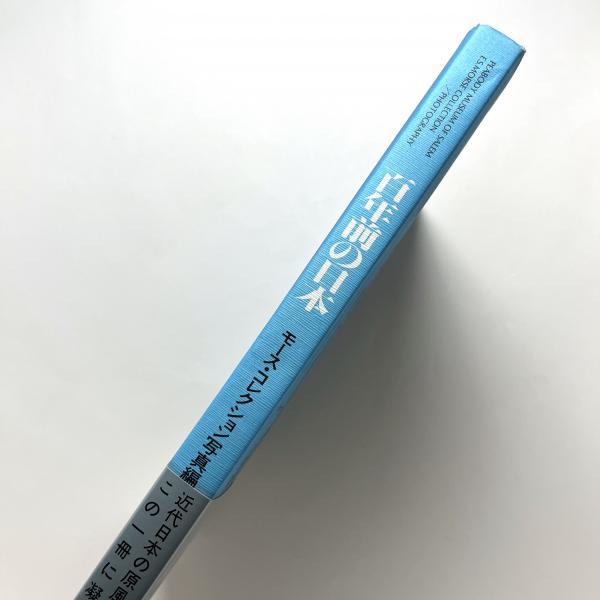 PEABODY MUSEUM OF SALEM
E.S.MORSE COLLECTION
／PHOTOGRAPHY
百年前の日本
モース・コレクション写真編
近代日本の原風
この一冊に凝